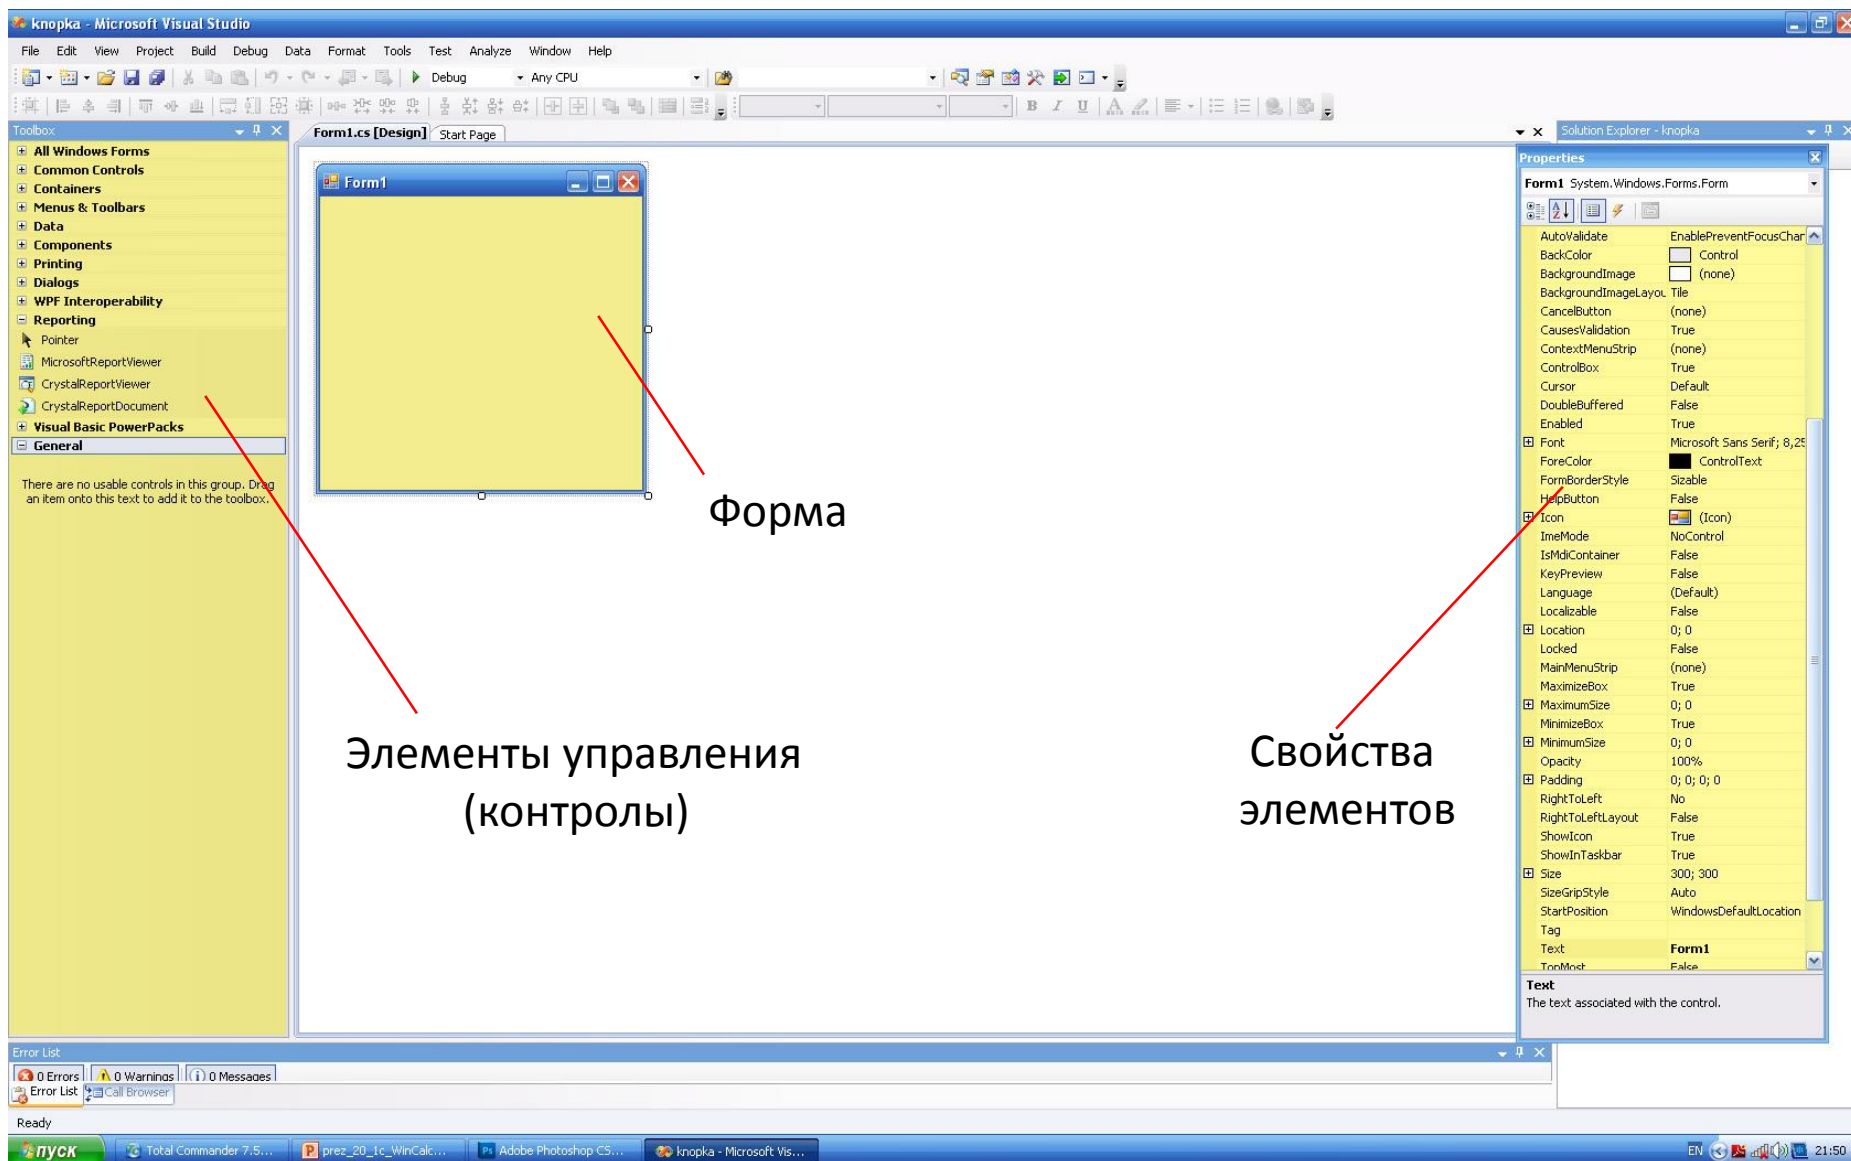 knopka - Microsoft Visual Studio
File Edit View Project Build Debug Data Format Tools Test Analyze Window Help
Debug Any CPU
B I U A
Toolbox
Form1.cs [Design] Start Page
Solution Explorer - knopka
All Windows Forms
Common Controls
Containers
Menus & Toolbars
Data
Components
Printing
Dialogs
WPF Interoperability
Reporting
Pointer
MicrosoftReportViewer
CrystalReportViewer
CrystalReportDocument
Visual Basic PowerPacks
General
There are no usable controls in this group. Drag
an item onto this text to add it to the toolbox.
Form1
Форма
Элементы управления
(контролы)
Свойства
элементов
Properties
Form1 System.Windows.Forms.Form
AutoValidate EnablePreventFocusChan
BackColor Control
BackgroundImage (none)
BackgroundImageLayou Tile
CancelButton (none)
CausesValidation True
ContextMenuStrip (none)
ControlBox True
Cursor Default
DoubleBuffered False
Enabled True
Font Microsoft Sans Serif; 8,25
ForeColor ControlText
FormBorderStyle Sizable
HelpButton False
Icon (Icon)
ImeMode NoControl
IsMdiContainer False
KeyPreview False
Language (Default)
Localizable False
Location 0; 0
Locked False
MainMenuStrip (none)
MaximizeBox True
MaximumSize 0; 0
MinimizeBox True
MinimumSize 0; 0
Opacity 100%
Padding 0; 0; 0; 0
RightToLeft No
RightToLeftLayout False
ShowIcon True
ShowInTaskbar True
Size 300; 300
SizeGripStyle Auto
StartPosition WindowsDefaultLocation
Tag
Text Form1
TopMost False
Text
The text associated with the control.
Error List
0 Errors 0 Warnings 0 Messages
Error List Call Browser
Ready
пуск Total Commander 7.5... prez_20_1c_WinCalc... Adobe Photoshop CS... knopka - Microsoft Vis... EN 21:50